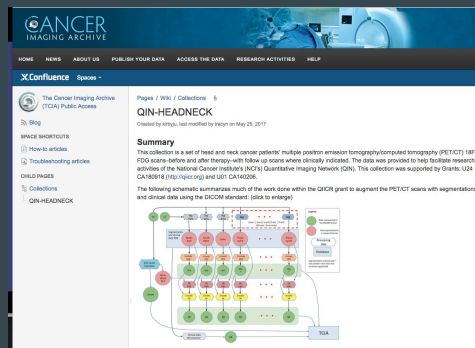 CANCER
IMAGING ARCHIVE
HOME NEWS ABOUT US PUBLISH YOUR DATA ACCESS THE DATA RESEARCH ACTIVITIES HELP
Confluence Spaces
The Cancer Imaging Archive
(TCIA) Public Access
Blog
SPACE SHORTCUTS
How-to articles
Troubleshooting articles
CHILD PAGES
Collections
QIN-HEADNECK
Pages / Wiki / Collections
QIN-HEADNECK
Created by kirbyju, last modified by tracyn on May 25, 2017
Summary
This collection is a set of head and neck cancer patients' multiple positron emission tomography/computed tomography (PET/CT) 18F
FDG scans–before and after therapy–with follow up scans where clinically indicated. The data was provided to help facilitate research
activities of the National Cancer Institute's (NCI's) Quantitative Imaging Network (QIN). This collection was supported by Grants: U24
CA180918 (http://qiicr.org) and U01 CA140206.
The following schematic summarizes much of the work done within the QIICR grant to augment the PET/CT scans with segmentations
and clinical data using the DICOM standard: (click to enlarge)
TCIA